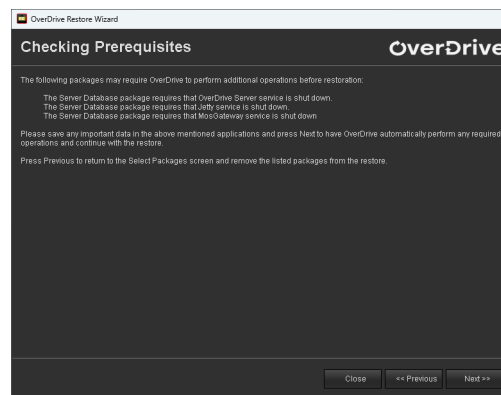 OverDrive Restore Wizard
Checking Prerequisites
OverDrive
The following packages may require OverDrive to perform additional operations before restoration:
The Server Database package requires that OverDrive Server service is shut down.
The Server Database package requires that Jetty service is shut down.
The Server Database package requires that MosGateway service is shut down
Please save any important data in the above mentioned applications and press Next to have OverDrive automatically perform any required
operations and continue with the restore.
Press Previous to return to the Select Packages screen and remove the listed packages from the restore.
Close
<< Previous
Next >>